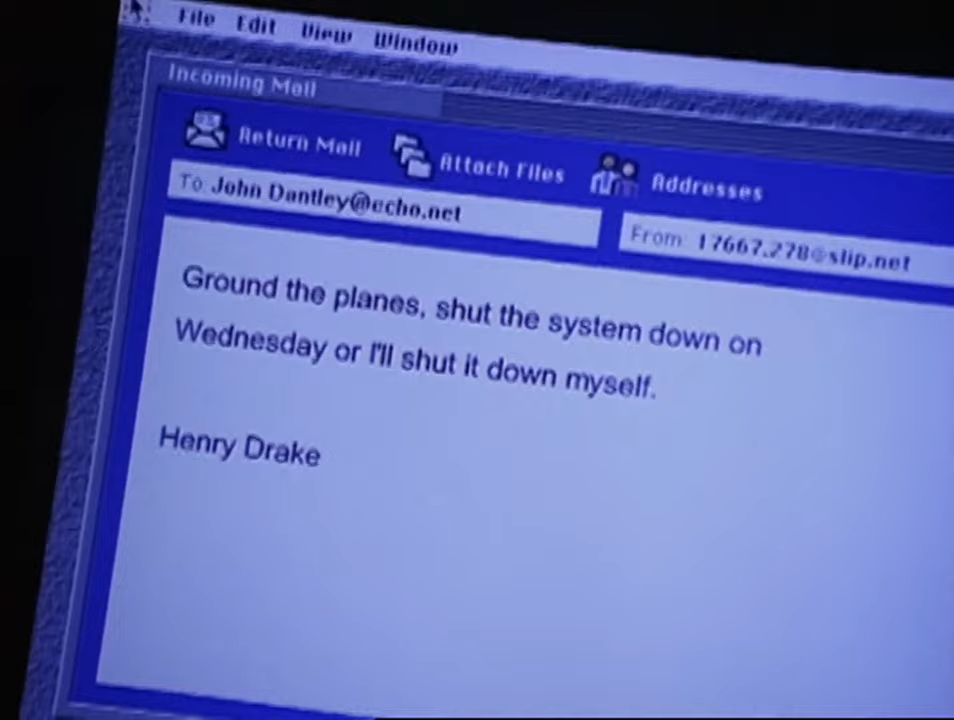 File Edit View Window
Incoming Mail
Return Mail Attach Files Addresses
To: John Dantley@echo.net From: 17667.278@slip.net
Ground the planes, shut the system down on
Wednesday or I'll shut it down myself.
Henry Drake